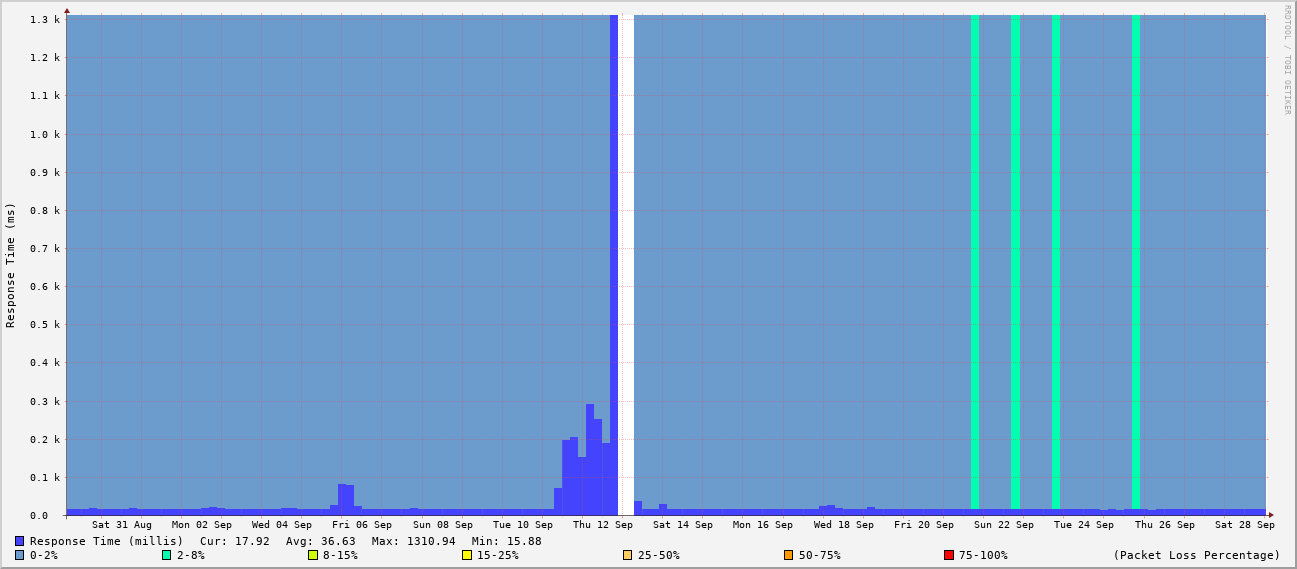 1.3 k
1.2 k
1.1 k
1.0 k
0.9 k
0.8 k
0.7 k
0.6 k
0.5 k
0.4 k
0.3 k
0.2 k
0.1 k
0.0
Response Time (ms)
RRDTOOL / TOBI OETIKER
Sat 31 Aug Mon 02 Sep Wed 04 Sep Fri 06 Sep Sun 08 Sep Tue 10 Sep Thu 12 Sep Sat 14 Sep Mon 16 Sep Wed 18 Sep Fri 20 Sep Sun 22 Sep Tue 24 Sep Thu 26 Sep Sat 28 Sep
Response Time (millis) Cur: 17.92 Avg: 36.63 Max: 1310.94 Min: 15.88
0-2% 2-8% 8-15% 15-25% 25-50% 50-75% 75-100% (Packet Loss Percentage)